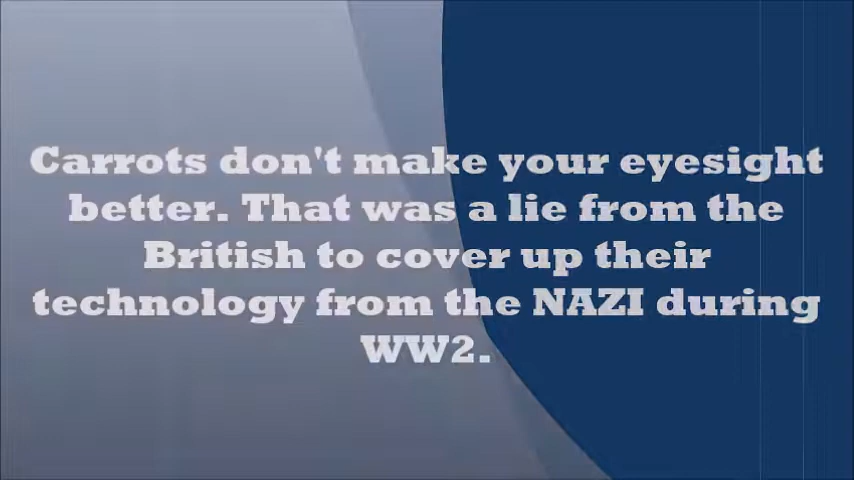 Carrots don't make your eyesight
better. That was a lie from the
British to cover up their
technology from the NAZI during
WW2.